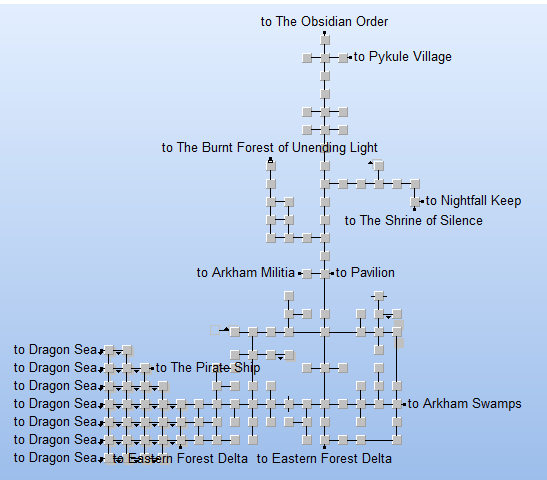 to The Obsidian Order
to Pykule Village
to The Burnt Forest of Unending Light
to Nightfall Keep
to The Shrine of Silence
to Arkham Militia
to Pavilion
to Dragon Sea
to Dragon Sea
to The Pirate Ship
to Dragon Sea
to Dragon Sea
to Arkham Swamps
to Dragon Sea
to Dragon Sea
to Dragon Sea
to Eastern Forest Delta
to Eastern Forest Delta